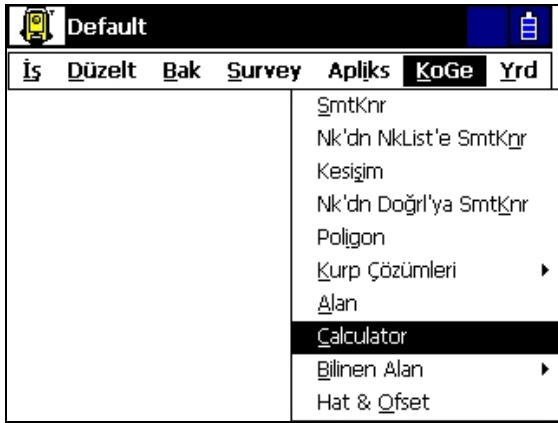 Default
İş Düzelt Bak Survey Apliks KoGe Yrd
SmtKnr
Nk'dn NkList'e SmtKnr
Kesişim
Nk'dn Doğrl'ya SmtKnr
Poligon
Kurp Çözümleri
Alan
Calculator
Bilinen Alan
Hat & Ofset